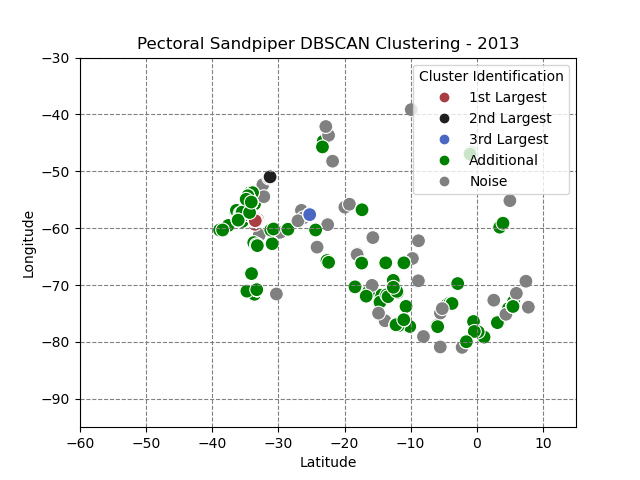 Pectoral Sandpiper DBSCAN Clustering - 2013
Cluster Identification
1st Largest
2nd Largest
3rd Largest
Additional
Noise
−30
−40
−50
−60
−70
−80
−90
Longitude
−60
−50
−40
−30
−20
−10
0
10
Latitude